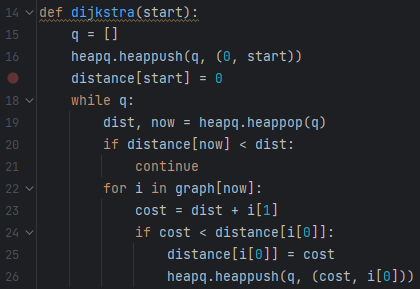 14 def dijkstra(start):
15     q = []
16     heapq.heappush(q, (0, start))
    distance[start] = 0
18     while q:
19         dist, now = heapq.heappop(q)
20         if distance[now] < dist:
21             continue
22         for i in graph[now]:
23             cost = dist + i[1]
24             if cost < distance[i[0]]:
25                 distance[i[0]] = cost
26                 heapq.heappush(q, (cost, i[0]))